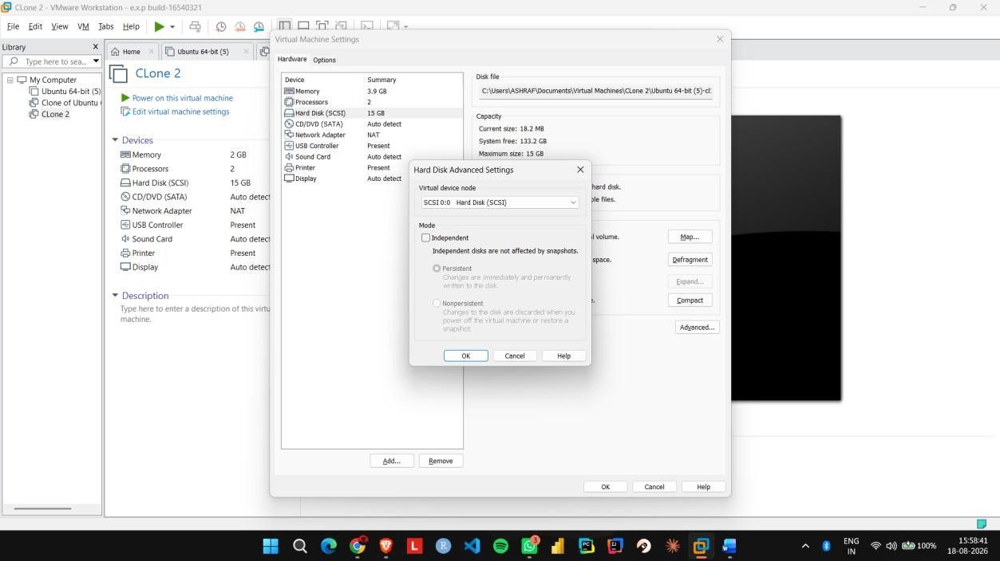 CLone 2 - VMware Workstation - e.x.p build-16540321
File Edit View VM Tabs Help
Library
Type here to sea...
My Computer
Ubuntu 64-bit (5)
Clone of Ubuntu
CLone 2
Home
Ubuntu 64-bit (5)
CLone 2
Power on this virtual machine
Edit virtual machine settings
Devices
Memory 2 GB
Processors 2
Hard Disk (SCSI) 15 GB
CD/DVD (SATA) Auto detect
Network Adapter NAT
USB Controller Present
Sound Card Auto detect
Printer Present
Display Auto detect
Description
Type here to enter a description of this virtu
machine.
Virtual Machine Settings
Hardware Options
Device Summary
Memory 3.9 GB
Processors 2
Hard Disk (SCSI) 15 GB
CD/DVD (SATA) Auto detect
Network Adapter NAT
USB Controller Present
Sound Card Auto detect
Printer Present
Display Auto detect
Add... Remove
Disk file
C:\Users\ASHRAF\Documents\Virtual Machines\CLone 2\Ubuntu 64-bit (5)-cl
Capacity
Current size: 18.2 MB
System free: 133.2 GB
Maximum size: 15 GB
hard disk.
ple files.
l volume. Map...
space. Defragment
Expand...
e. Compact
Advanced...
OK Cancel Help
Hard Disk Advanced Settings
Virtual device node
SCSI 0:0 Hard Disk (SCSI)
Mode
Independent
Independent disks are not affected by snapshots.
Persistent
Changes are immediately and permanently
written to the disk.
Nonpersistent
Changes to the disk are discarded when you
power off the virtual machine or restore a
snapshot.
OK Cancel Help
L
R
3
PC
IJ
W
ENG
IN
100%
15:58:41
18-08-2026